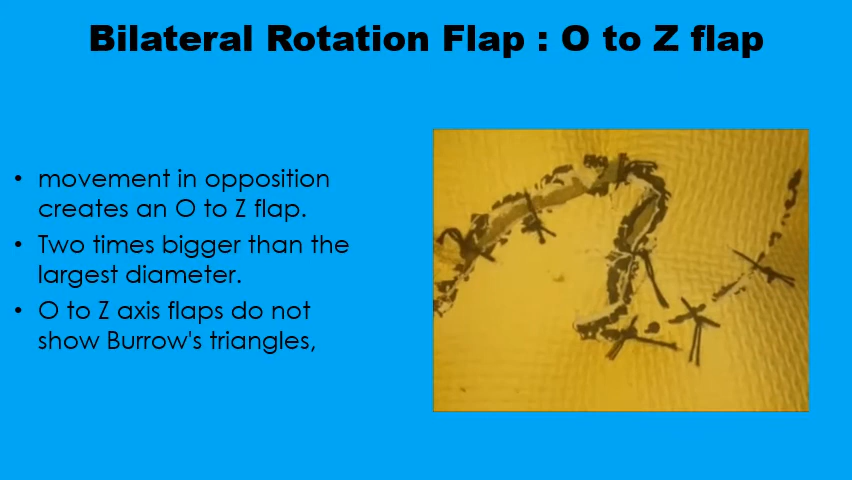 Bilateral Rotation Flap : O to Z flap
• movement in opposition
creates an O to Z flap.
• Two times bigger than the
largest diameter.
• O to Z axis flaps do not
show Burrow's triangles,